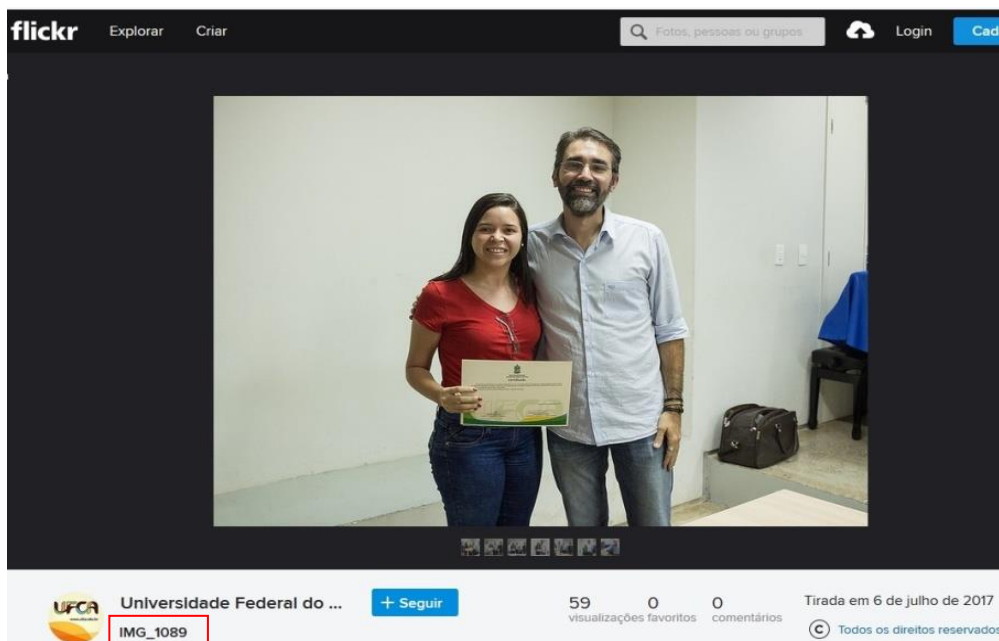 flickr Explorar Criar Fotos, pessoas ou grupos Login Cad
UFCA
Universidade Federal do ... + Seguir 59 0 0 Tirada em 6 de julho de 2017
visualizações favoritos comentários
IMG_1089 © Todos os direitos reservados